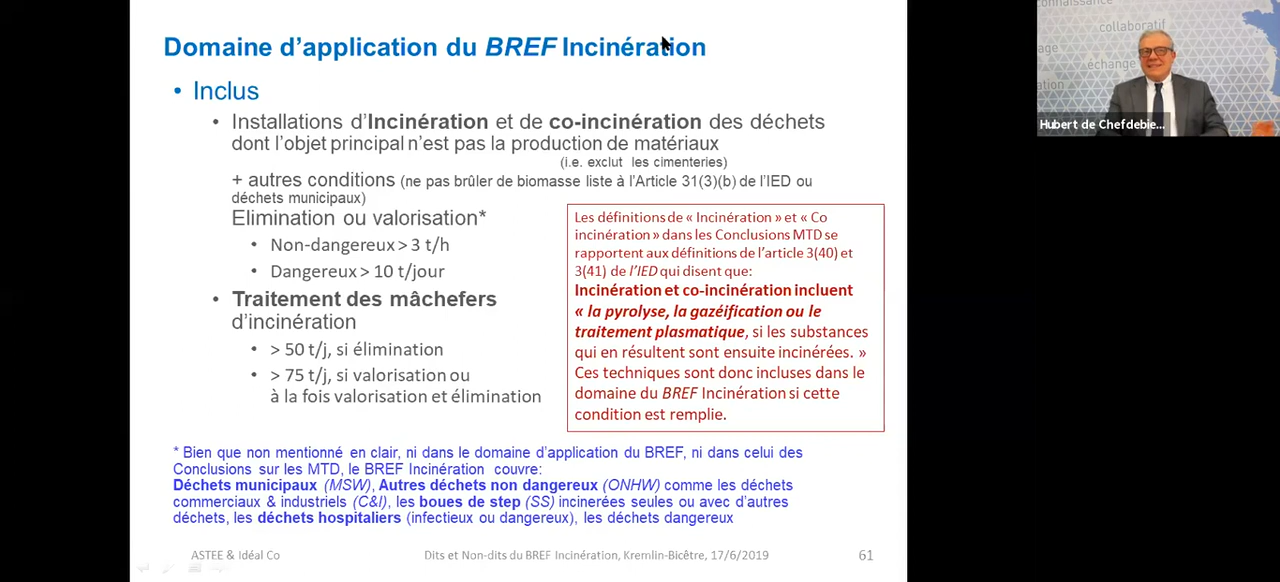 Domaine d'application du BREF Incinération
• Inclus
• Installations d'Incinération et de co-incinération des déchets
dont l'objet principal n'est pas la production de matériaux
(i.e. exclut les cimenteries)
+ autres conditions (ne pas brûler de biomasse liste à l'Article 31(3)(b) de l'IED ou
déchets municipaux)
Elimination ou valorisation*
• Non-dangereux > 3 t/h
• Dangereux > 10 t/jour
• Traitement des mâchefers
d'incinération
• > 50 t/j, si élimination
• > 75 t/j, si valorisation ou
à la fois valorisation et élimination
Les définitions de « Incinération » et « Co
incinération » dans les Conclusions MTD se
rapportent aux définitions de l'article 3(40) et
3(41) de l'IED qui disent que:
Incinération et co-incinération incluent
« la pyrolyse, la gazéification ou le
traitement plasmatique, si les substances
qui en résultent sont ensuite incinérées. »
Ces techniques sont donc incluses dans le
domaine du BREF Incinération si cette
condition est remplie.
* Bien que non mentionné en clair, ni dans le domaine d'application du BREF, ni dans celui des
Conclusions sur les MTD, le BREF Incinération couvre:
Déchets municipaux (MSW), Autres déchets non dangereux (ONHW) comme les déchets
commerciaux & industriels (C&I), les boues de step (SS) incinerées seules ou avec d'autres
déchets, les déchets hospitaliers (infectieux ou dangereux), les déchets dangereux
ASTEE & Idéal Co
Dits et Non-dits du BREF Incinération, Kremlin-Bicêtre, 17/6/2019
61
connaissance
collaboratif
échange
Hubert de Chefdebie...